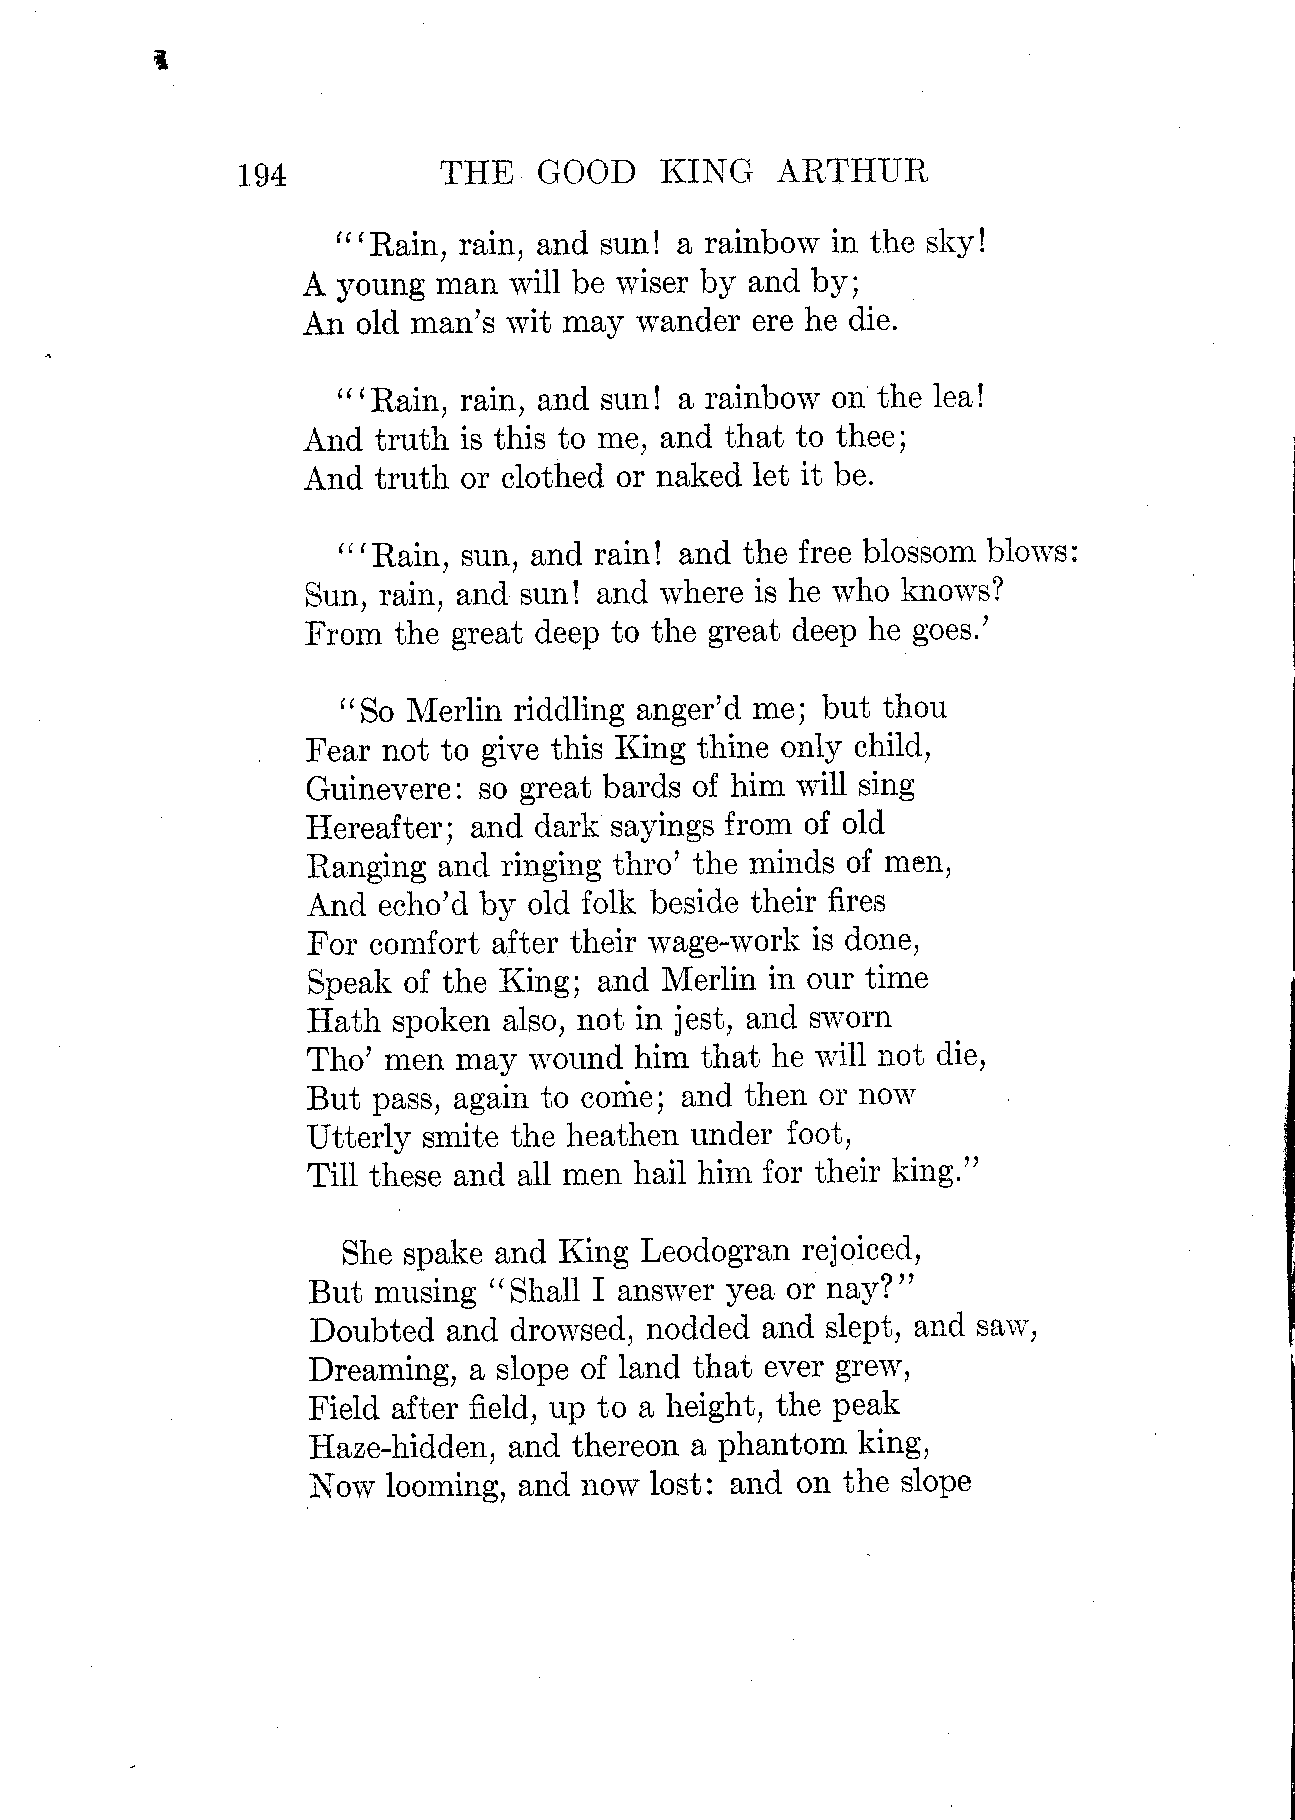 194 THE GOOD KING ARTHUR
"'Rain, rain, and sun! a rainbow in the sky!
A young man will be wiser by and by;
An old man's wit may wander ere he die.
"'Rain, rain, and sun! a rainbow on the lea!
And truth is this to me, and that to thee;
And truth or clothed or naked let it be.
"'Rain, sun, and rain! and the free blossom blows:
Sun, rain, and sun! and where is he who knows?
From the great deep to the great deep he goes.'
"So Merlin riddling anger'd me; but thou
Fear not to give this King thine only child,
Guinevere: so great bards of him will sing
Hereafter; and dark sayings from of old
Ranging and ringing thro' the minds of men,
And echo'd by old folk beside their fires
For comfort after their wage-work is done,
Speak of the King; and Merlin in our time
Hath spoken also, not in jest, and sworn
Tho' men may wound him that he will not die,
But pass, again to come; and then or now
Utterly smite the heathen under foot,
Till these and all men hail him for their king."
She spake and King Leodogran rejoiced,
But musing "Shall I answer yea or nay?"
Doubted and drowsed, nodded and slept, and saw,
Dreaming, a slope of land that ever grew,
Field after field, up to a height, the peak
Haze-hidden, and thereon a phantom king,
Now looming, and now lost: and on the slope